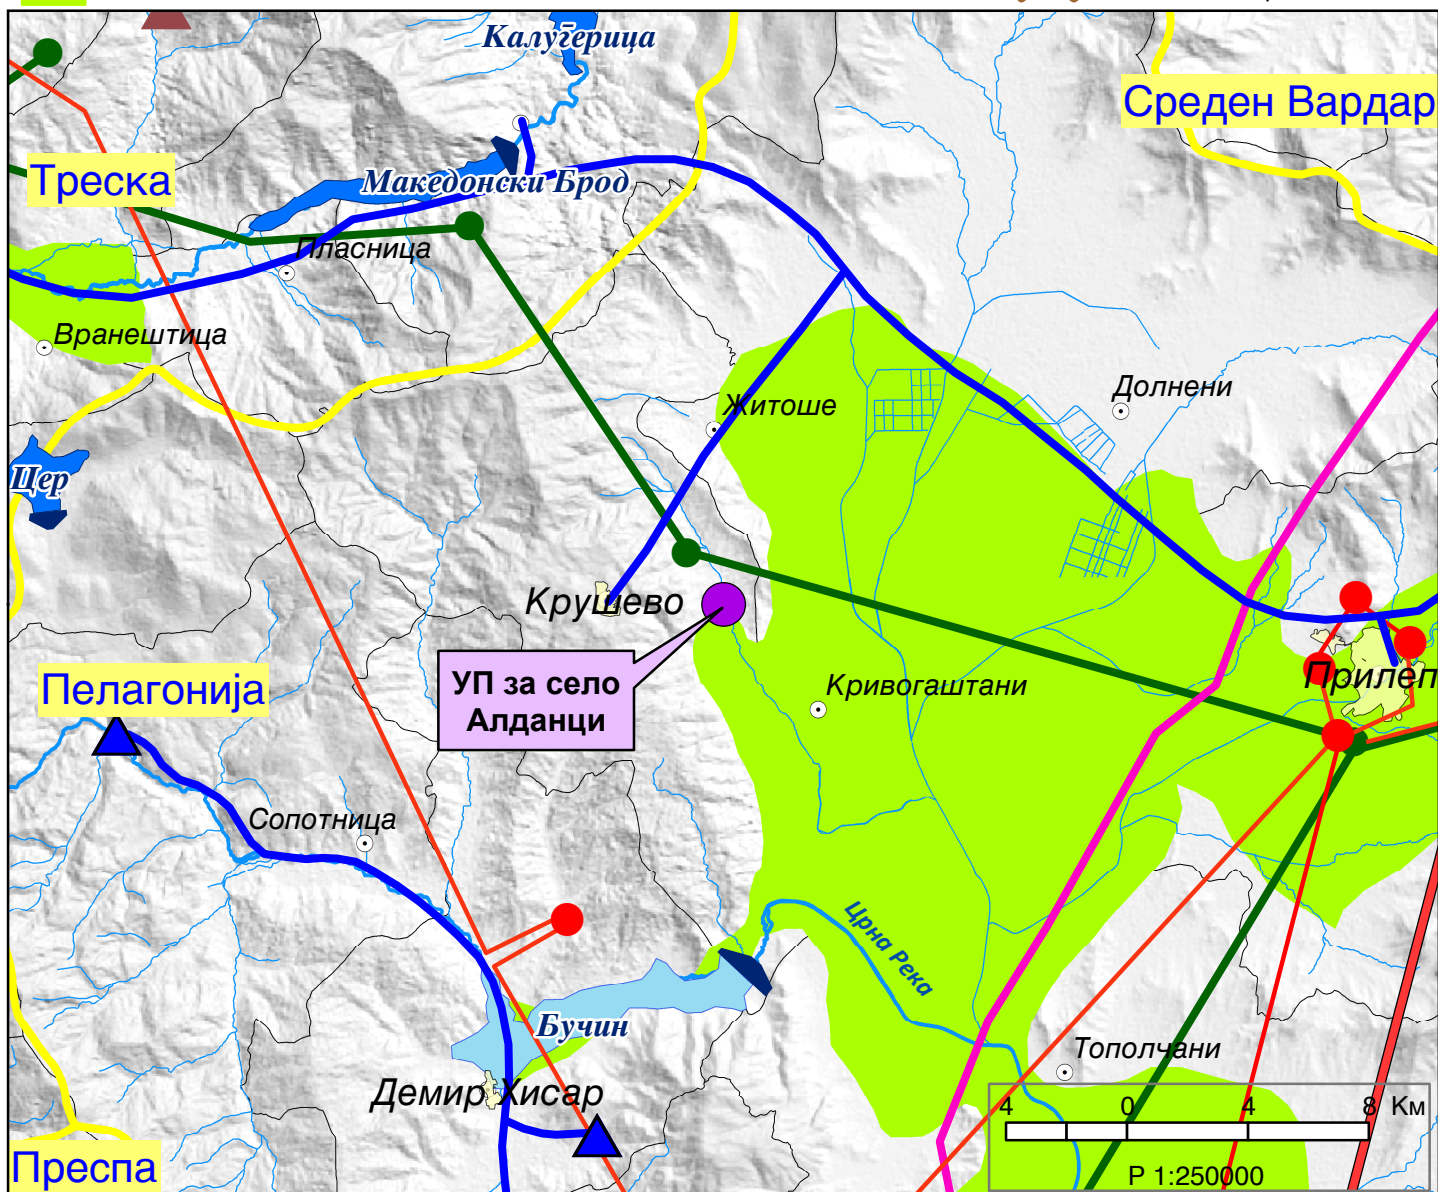 Калуѓерица
Среден Вардар
Треска
Македонски Брод
Пласница
Вранештица
Долнени
Житоше
Цер
Крушево
УП за село
Алданци
Прилеп
Пелагонија
Кривогаштани
Сопотница
Црна Река
Бучин
Тополчани
Демир Хисар
4 0 4 8 Км
Р 1:250000
Преспа